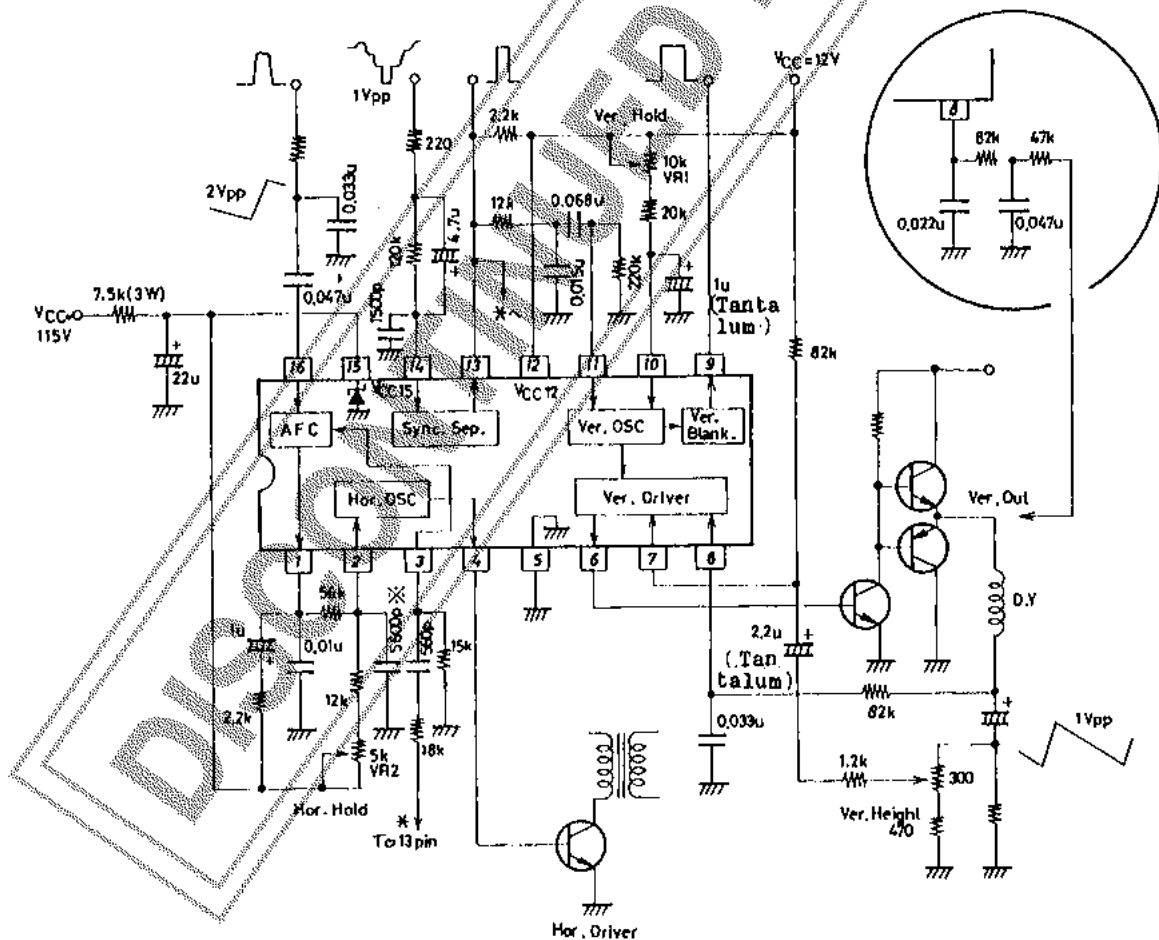 1Vpp
VCC=12V
2.2k
Ver. Hold
220
10k
VR1
8
82k
47k
2Vpp
0.033u
12k
0.068u
20k
0.022u
0.047u
120k
4.7u
7.5k(3W)
0.047u
1500p
*
0.015u
220k
1u
(Tanta
lum)
VCC
115V
22u
82k
16
15
14
13
12
11
10
9
VCC15
VCC12
AFC
Sync. Sep.
Ver. OSC
Ver.
Blank.
Hor. OSC
Ver. Driver
Ver. Out
1
2
3
4
5
6
7
8
56k
5600p ※
560p
15k
D.Y
1u
0.01u
2.2u
(Tan
talum)
12k
82k
2.2k
18k
0.033u
1Vpp
5k
VR2
1.2k
300
Hor. Hold
*
To 13 pin
Ver. Height
470
Hor. Driver
DISCONTINUED